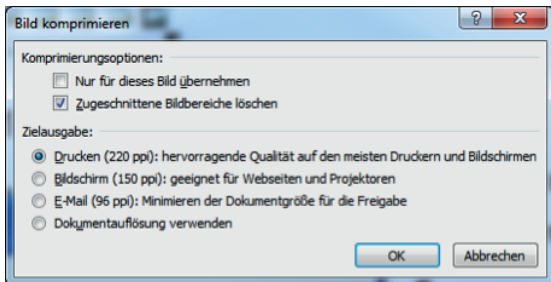 Bild komprimieren
Komprimierungsoptionen:
Nur für dieses Bild übernehmen
Zugeschnittene Bildbereiche löschen
Zielausgabe:
Drucken (220 ppi): hervorragende Qualität auf den meisten Druckern und Bildschirmen
Bildschirm (150 ppi): geeignet für Webseiten und Projektoren
E-Mail (96 ppi): Minimieren der Dokumentgröße für die Freigabe
Dokumentauflösung verwenden
OK Abbrechen